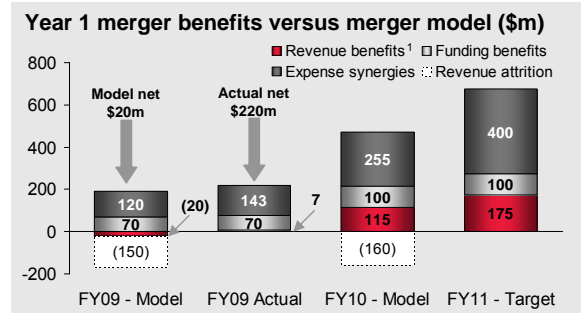 Year 1 merger benefits versus merger model ($m)
Revenue benefits¹ Funding benefits
Expense synergies Revenue attrition
800
600
400
200
0
-200
Model net
$20m
Actual net
$220m
120
70
(20)
(150)
143
70
7
255
100
115
(160)
400
100
175
FY09 - Model FY09 Actual FY10 - Model FY11 - Target